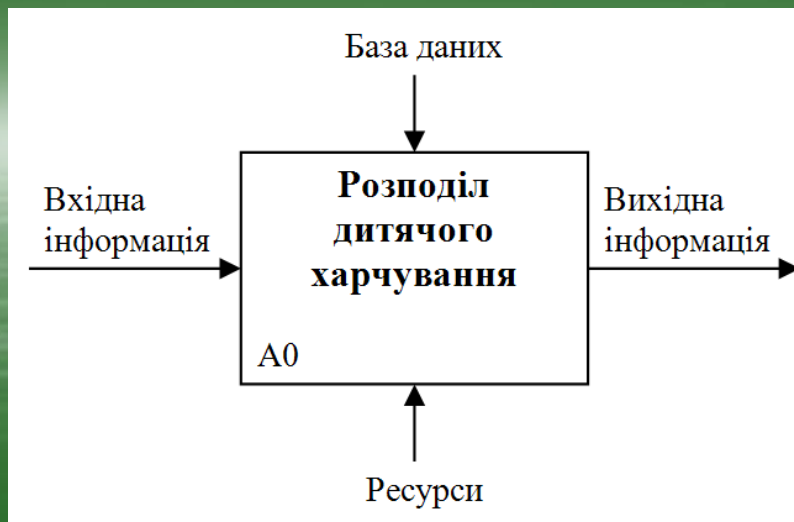 База даних
Вхідна
інформація
Розподіл
дитячого
харчування
А0
Вихідна
інформація
Ресурси